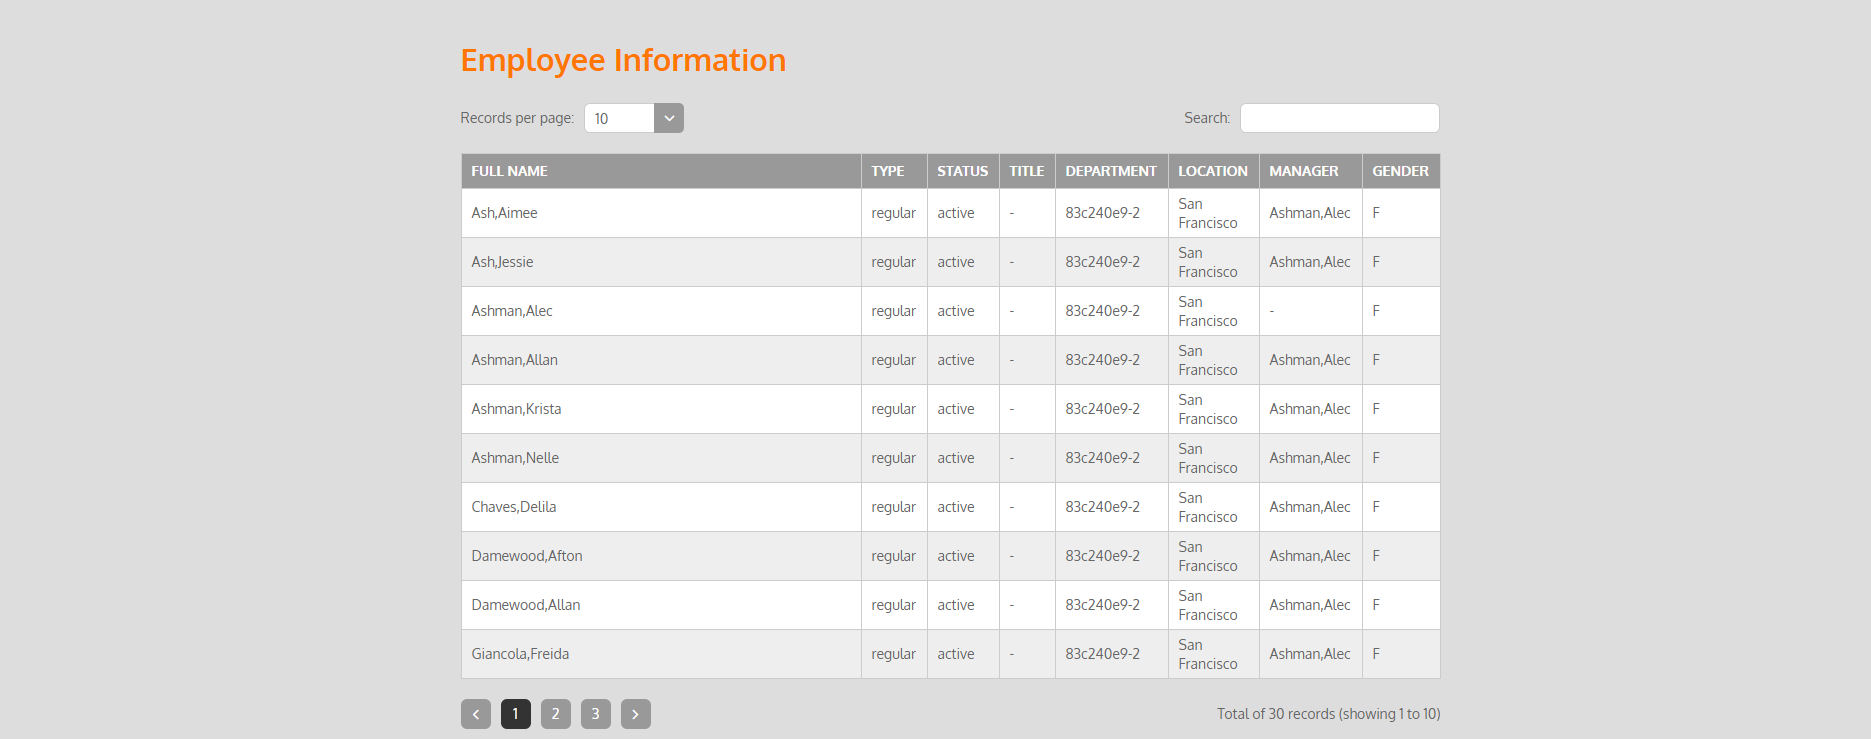 Employee Information
Records per page: 10 Search:
FULL NAME TYPE STATUS TITLE DEPARTMENT LOCATION MANAGER GENDER
Ash,Aimee regular active - 83c240e9-2 San Francisco Ashman,Alec F
Ash,Jessie regular active - 83c240e9-2 San Francisco Ashman,Alec F
Ashman,Alec regular active - 83c240e9-2 San Francisco - F
Ashman,Allan regular active - 83c240e9-2 San Francisco Ashman,Alec F
Ashman,Krista regular active - 83c240e9-2 San Francisco Ashman,Alec F
Ashman,Nelle regular active - 83c240e9-2 San Francisco Ashman,Alec F
Chaves,Delila regular active - 83c240e9-2 San Francisco Ashman,Alec F
Damewood,Afton regular active - 83c240e9-2 San Francisco Ashman,Alec F
Damewood,Allan regular active - 83c240e9-2 San Francisco Ashman,Alec F
Giancola,Freida regular active - 83c240e9-2 San Francisco Ashman,Alec F
1 2 3 Total of 30 records (showing 1 to 10)